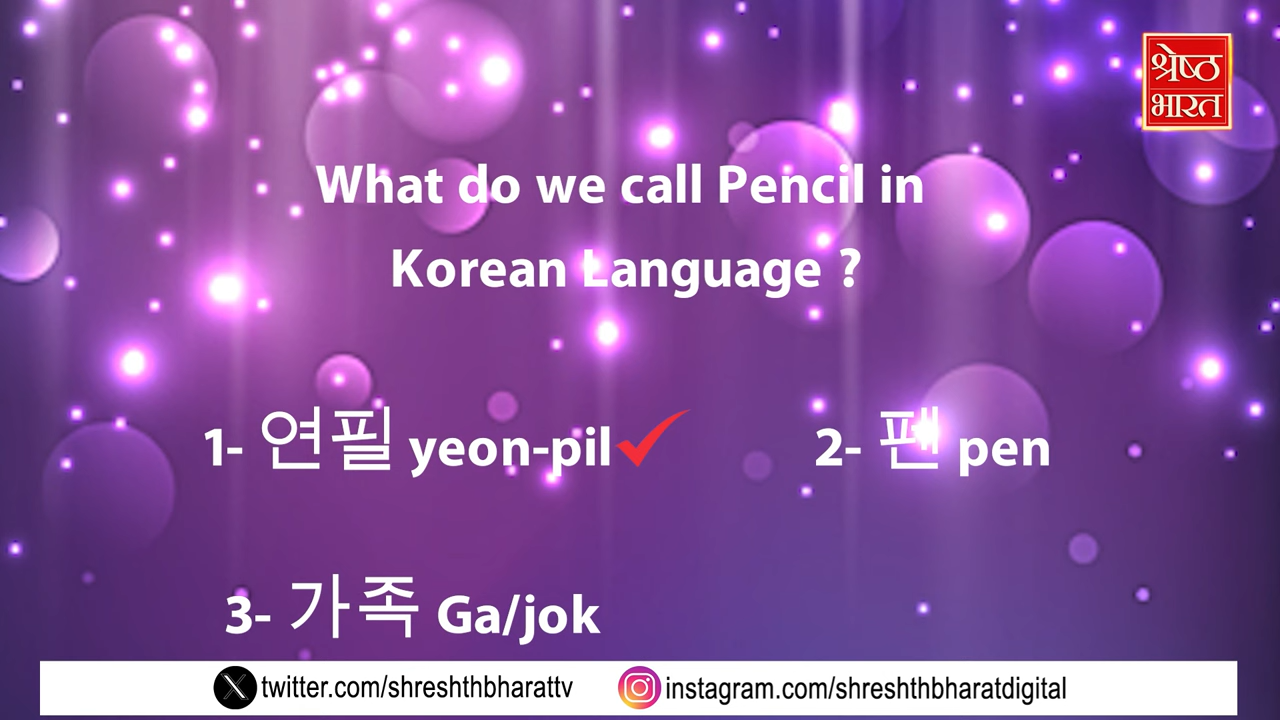 श्रेष्ठ
भारत
What do we call Pencil in
Korean Language ?
1- 연필 yeon-pil
2- 팬 pen
3- 가족 Ga/jok
twitter.com/shreshthbharattv
instagram.com/shreshthbharatdigital